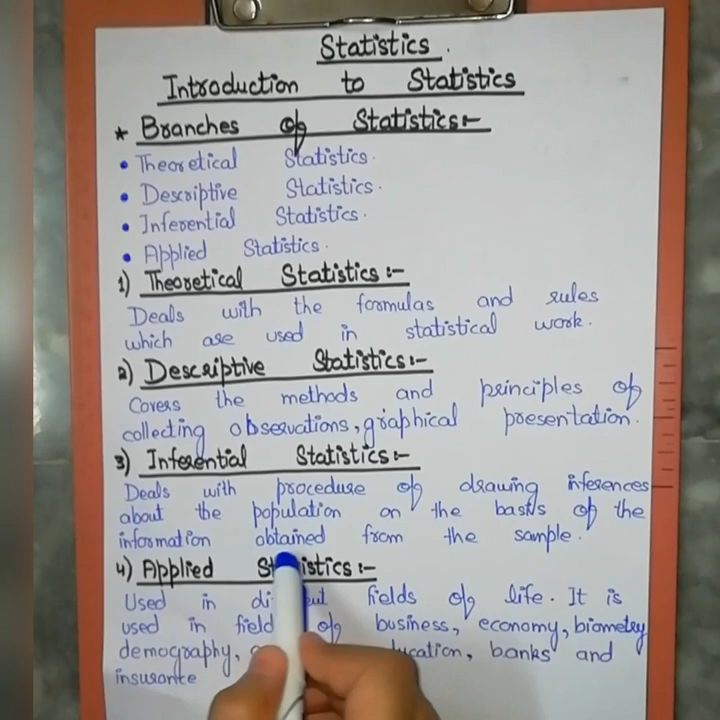 Statistics.
Introduction to Statistics
* Branches of Statistics:-
• Theoretical Statistics.
• Descriptive Statistics.
• Inferential Statistics.
• Applied Statistics.
1) Theoretical Statistics:-
Deals with the formulas and rules
which are used in statistical work.
2) Descriptive Statistics:-
Covers the methods and principles of
collecting observations, graphical presentation.
3) Inferential Statistics:-
Deals with procedure of drawing inferences
about the population on the basis of the
information obtained from the sample.
4) Applied Statistics:-
Used in fields of life. It is
used in field of business, economy, biometry
demography, banks and
insurance